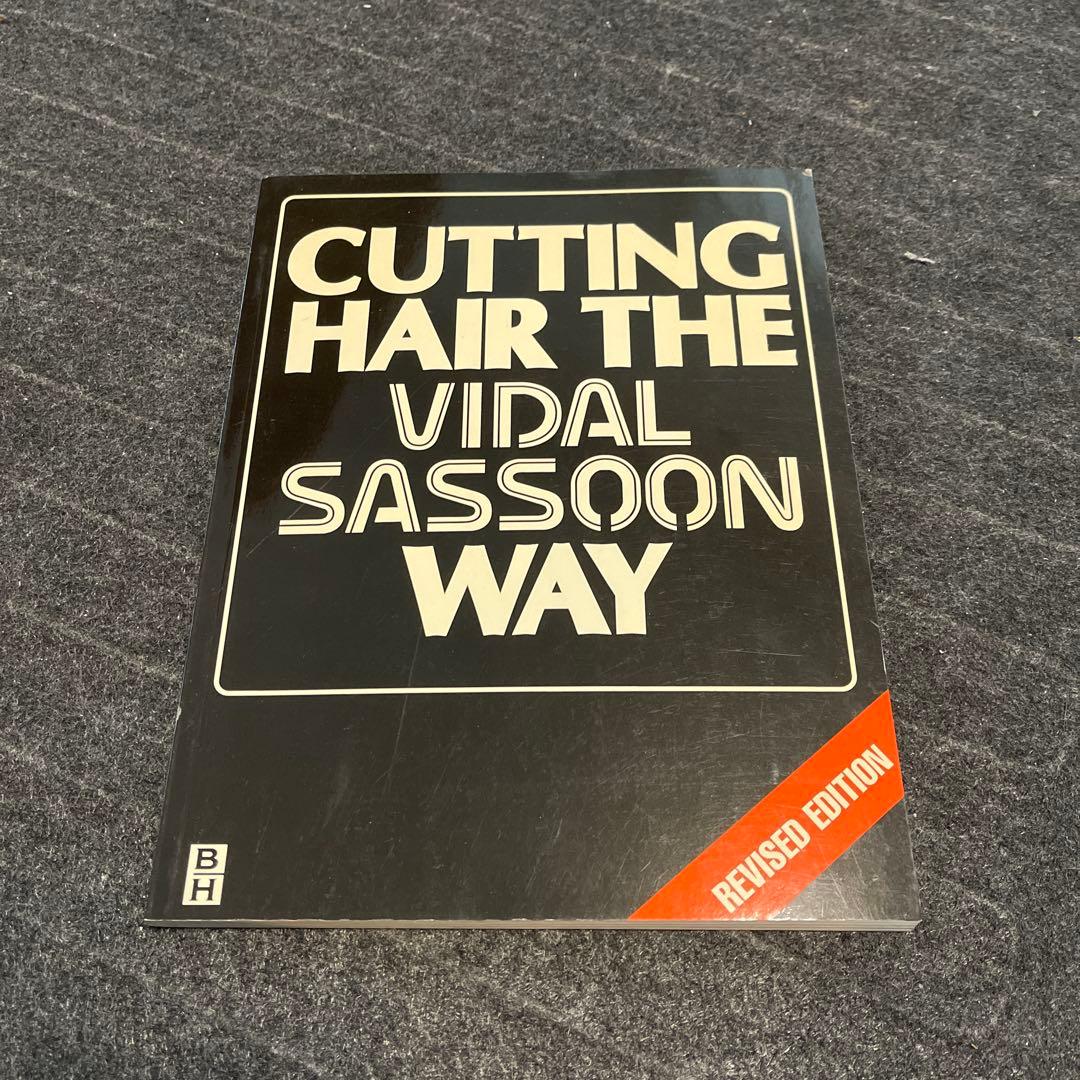 CUTTING
HAIR THE
VIDAL
SASSOON
WAY
REVISED EDITION
B
H